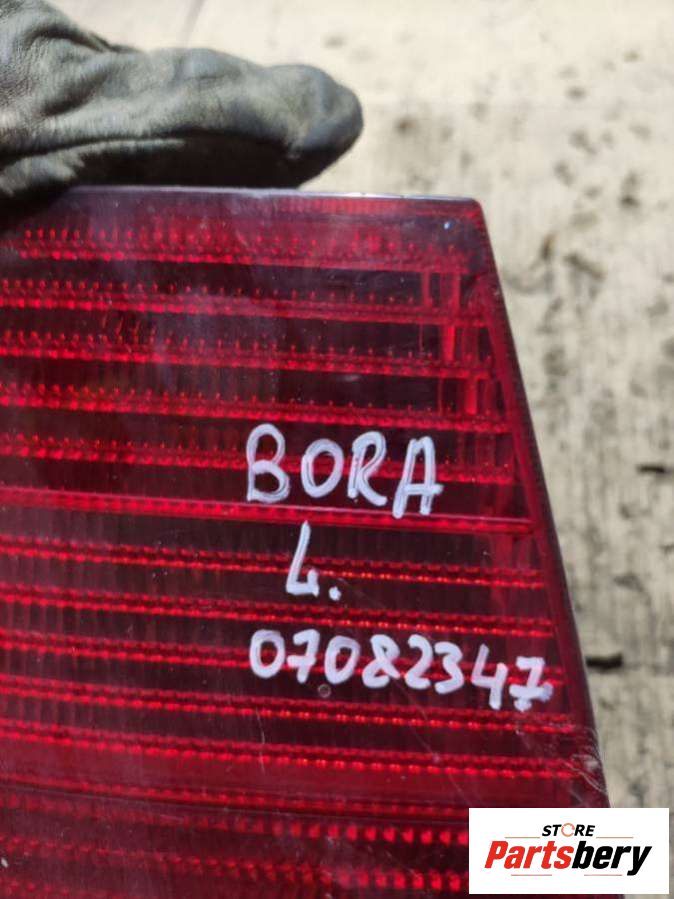 BORA
L.
07082347
STORE
Partsbery